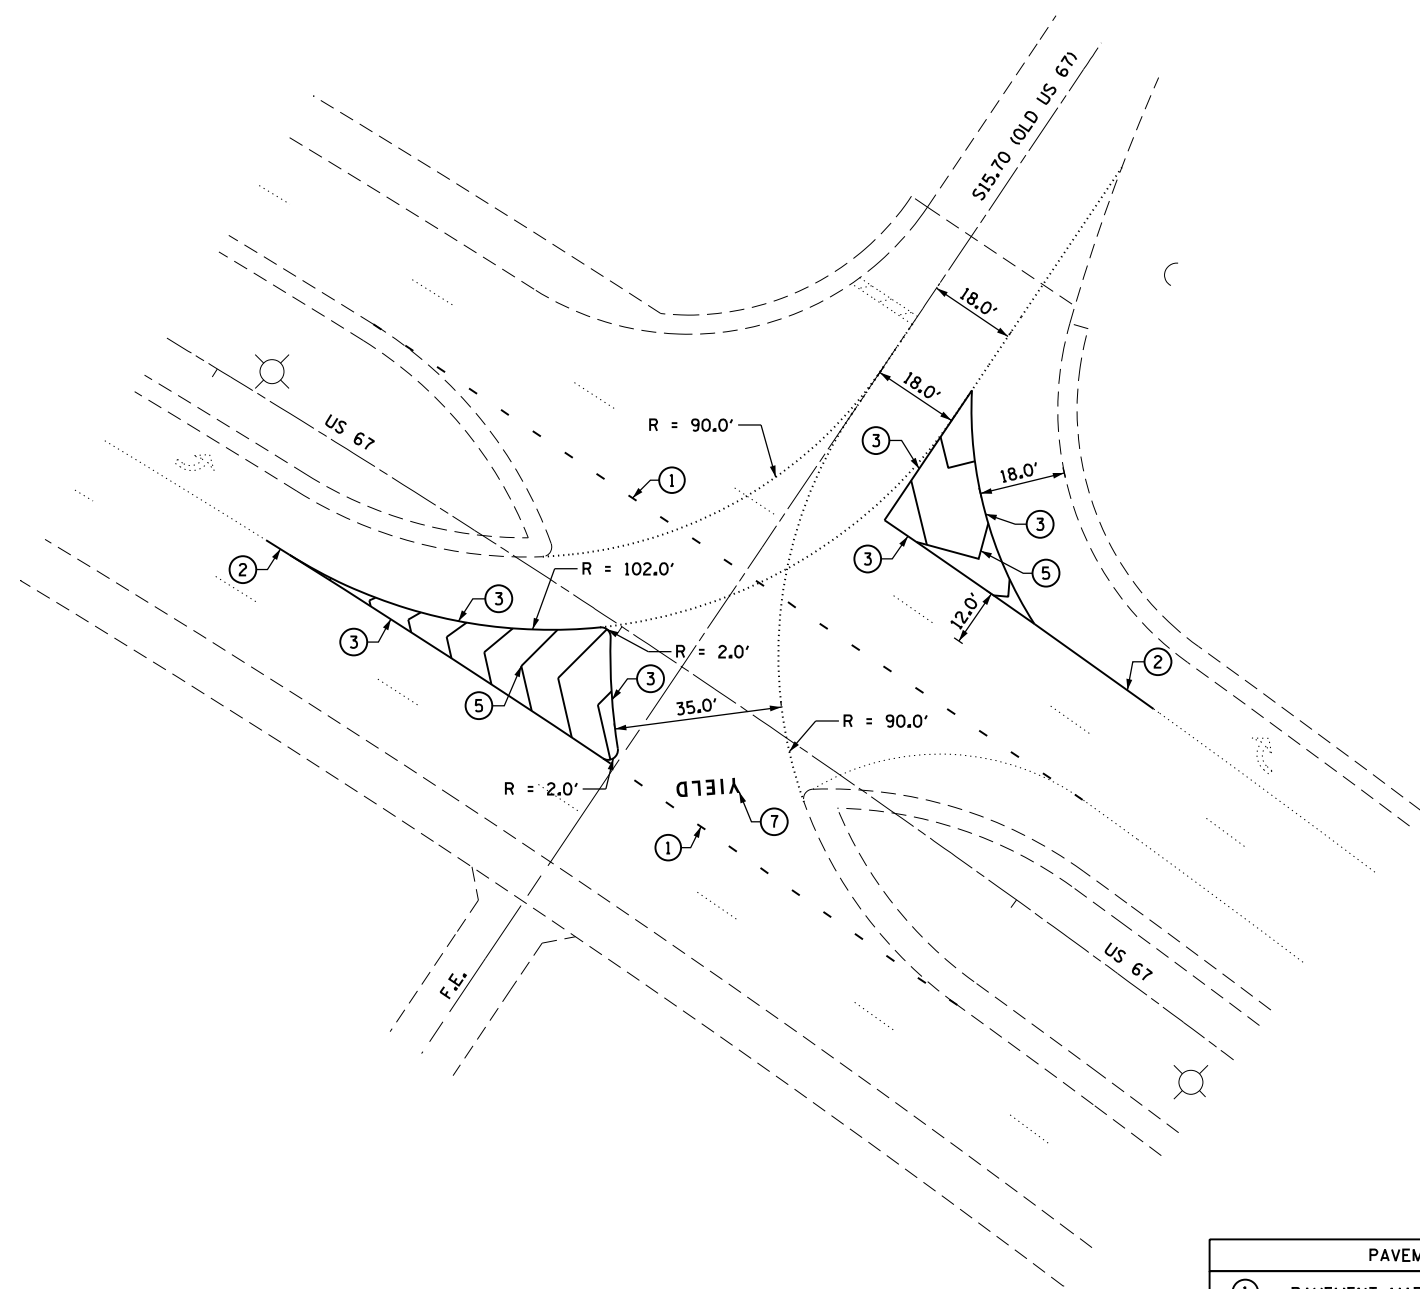 S15.70 (OLD US 67)
18.0'
18.0'
US 67
R = 90.0'
3
1
18.0'
3
3
2
R = 102.0'
5
3
12.0'
3
R = 2.0'
2
3
5
35.0'
R = 90.0'
YIELD
R = 2.0'
7
1
US 67
F.E.
PAVEM
1